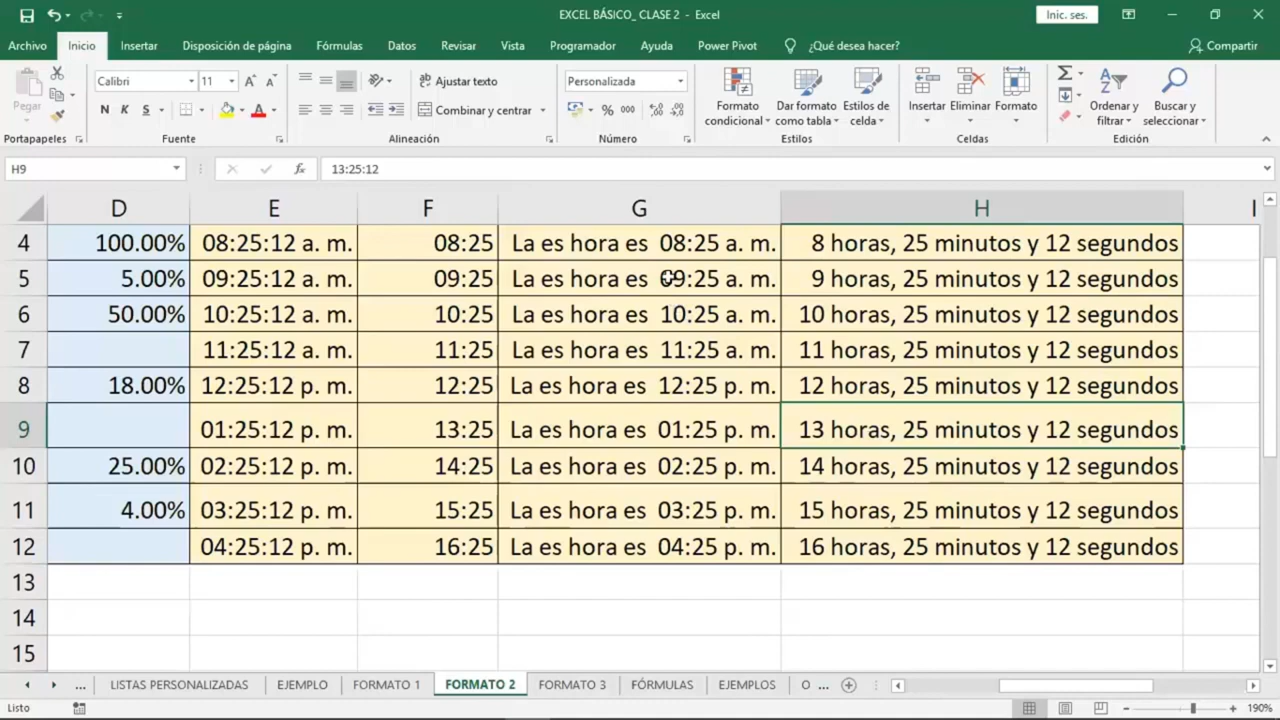 EXCEL BÁSICO_ CLASE 2 - Excel
Inic. ses.
Archivo Inicio Insertar Disposición de página Fórmulas Datos Revisar Vista Programador Ayuda Power Pivot ¿Qué desea hacer? Compartir
Pegar
Calibri 11
N K S
Ajustar texto
Combinar y centrar
Personalizada
% 000
Formato condicional
Dar formato como tabla
Estilos de celda
Insertar Eliminar Formato
Ordenar y filtrar
Buscar y seleccionar
Portapapeles Fuente Alineación Número Estilos Celdas Edición
H9 fx 13:25:12
D E F G H I
4 100.00% 08:25:12 a. m. 08:25 La es hora es 08:25 a. m. 8 horas, 25 minutos y 12 segundos
5 5.00% 09:25:12 a. m. 09:25 La es hora es 09:25 a. m. 9 horas, 25 minutos y 12 segundos
6 50.00% 10:25:12 a. m. 10:25 La es hora es 10:25 a. m. 10 horas, 25 minutos y 12 segundos
7 11:25:12 a. m. 11:25 La es hora es 11:25 a. m. 11 horas, 25 minutos y 12 segundos
8 18.00% 12:25:12 p. m. 12:25 La es hora es 12:25 p. m. 12 horas, 25 minutos y 12 segundos
9 01:25:12 p. m. 13:25 La es hora es 01:25 p. m. 13 horas, 25 minutos y 12 segundos
10 25.00% 02:25:12 p. m. 14:25 La es hora es 02:25 p. m. 14 horas, 25 minutos y 12 segundos
11 4.00% 03:25:12 p. m. 15:25 La es hora es 03:25 p. m. 15 horas, 25 minutos y 12 segundos
12 04:25:12 p. m. 16:25 La es hora es 04:25 p. m. 16 horas, 25 minutos y 12 segundos
13
14
15
... LISTAS PERSONALIZADAS EJEMPLO FORMATO 1 FORMATO 2 FORMATO 3 FÓRMULAS EJEMPLOS O ...
Listo 190%